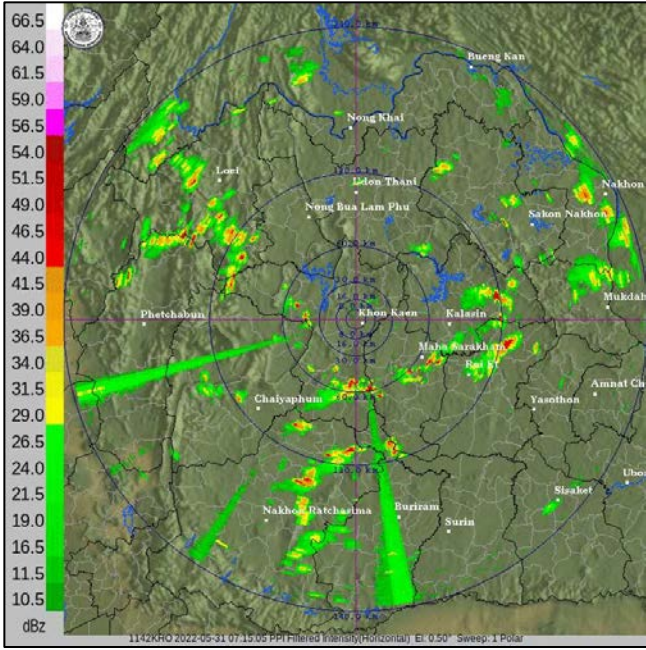 66.5
64.0
61.5
59.0
56.5
54.0
51.5
49.0
46.5
44.0
41.5
39.0
36.5
34.0
31.5
29.0
26.5
24.0
21.5
19.0
16.5
14.0
11.5
10.5
dBz
Bueng Kan
Nong Khai
Loei
Udon Thani
Nakhon
Nong Bua Lam Phu
Sakon Nakhon
Mukdah
Phetchabun
Khon Kaen
Kalasin
Maha Sarakham
Roi Et
Chaiyaphum
Yasothon
Amnat Ch
Ubo
Nakhon Ratchasima
Buriram
Surin
Sisaket
1142KHO 2022-05-31 07:15:05 PPI Filtered Intensity(Horizontal) El: 0.50° Sweep: 1 Polar